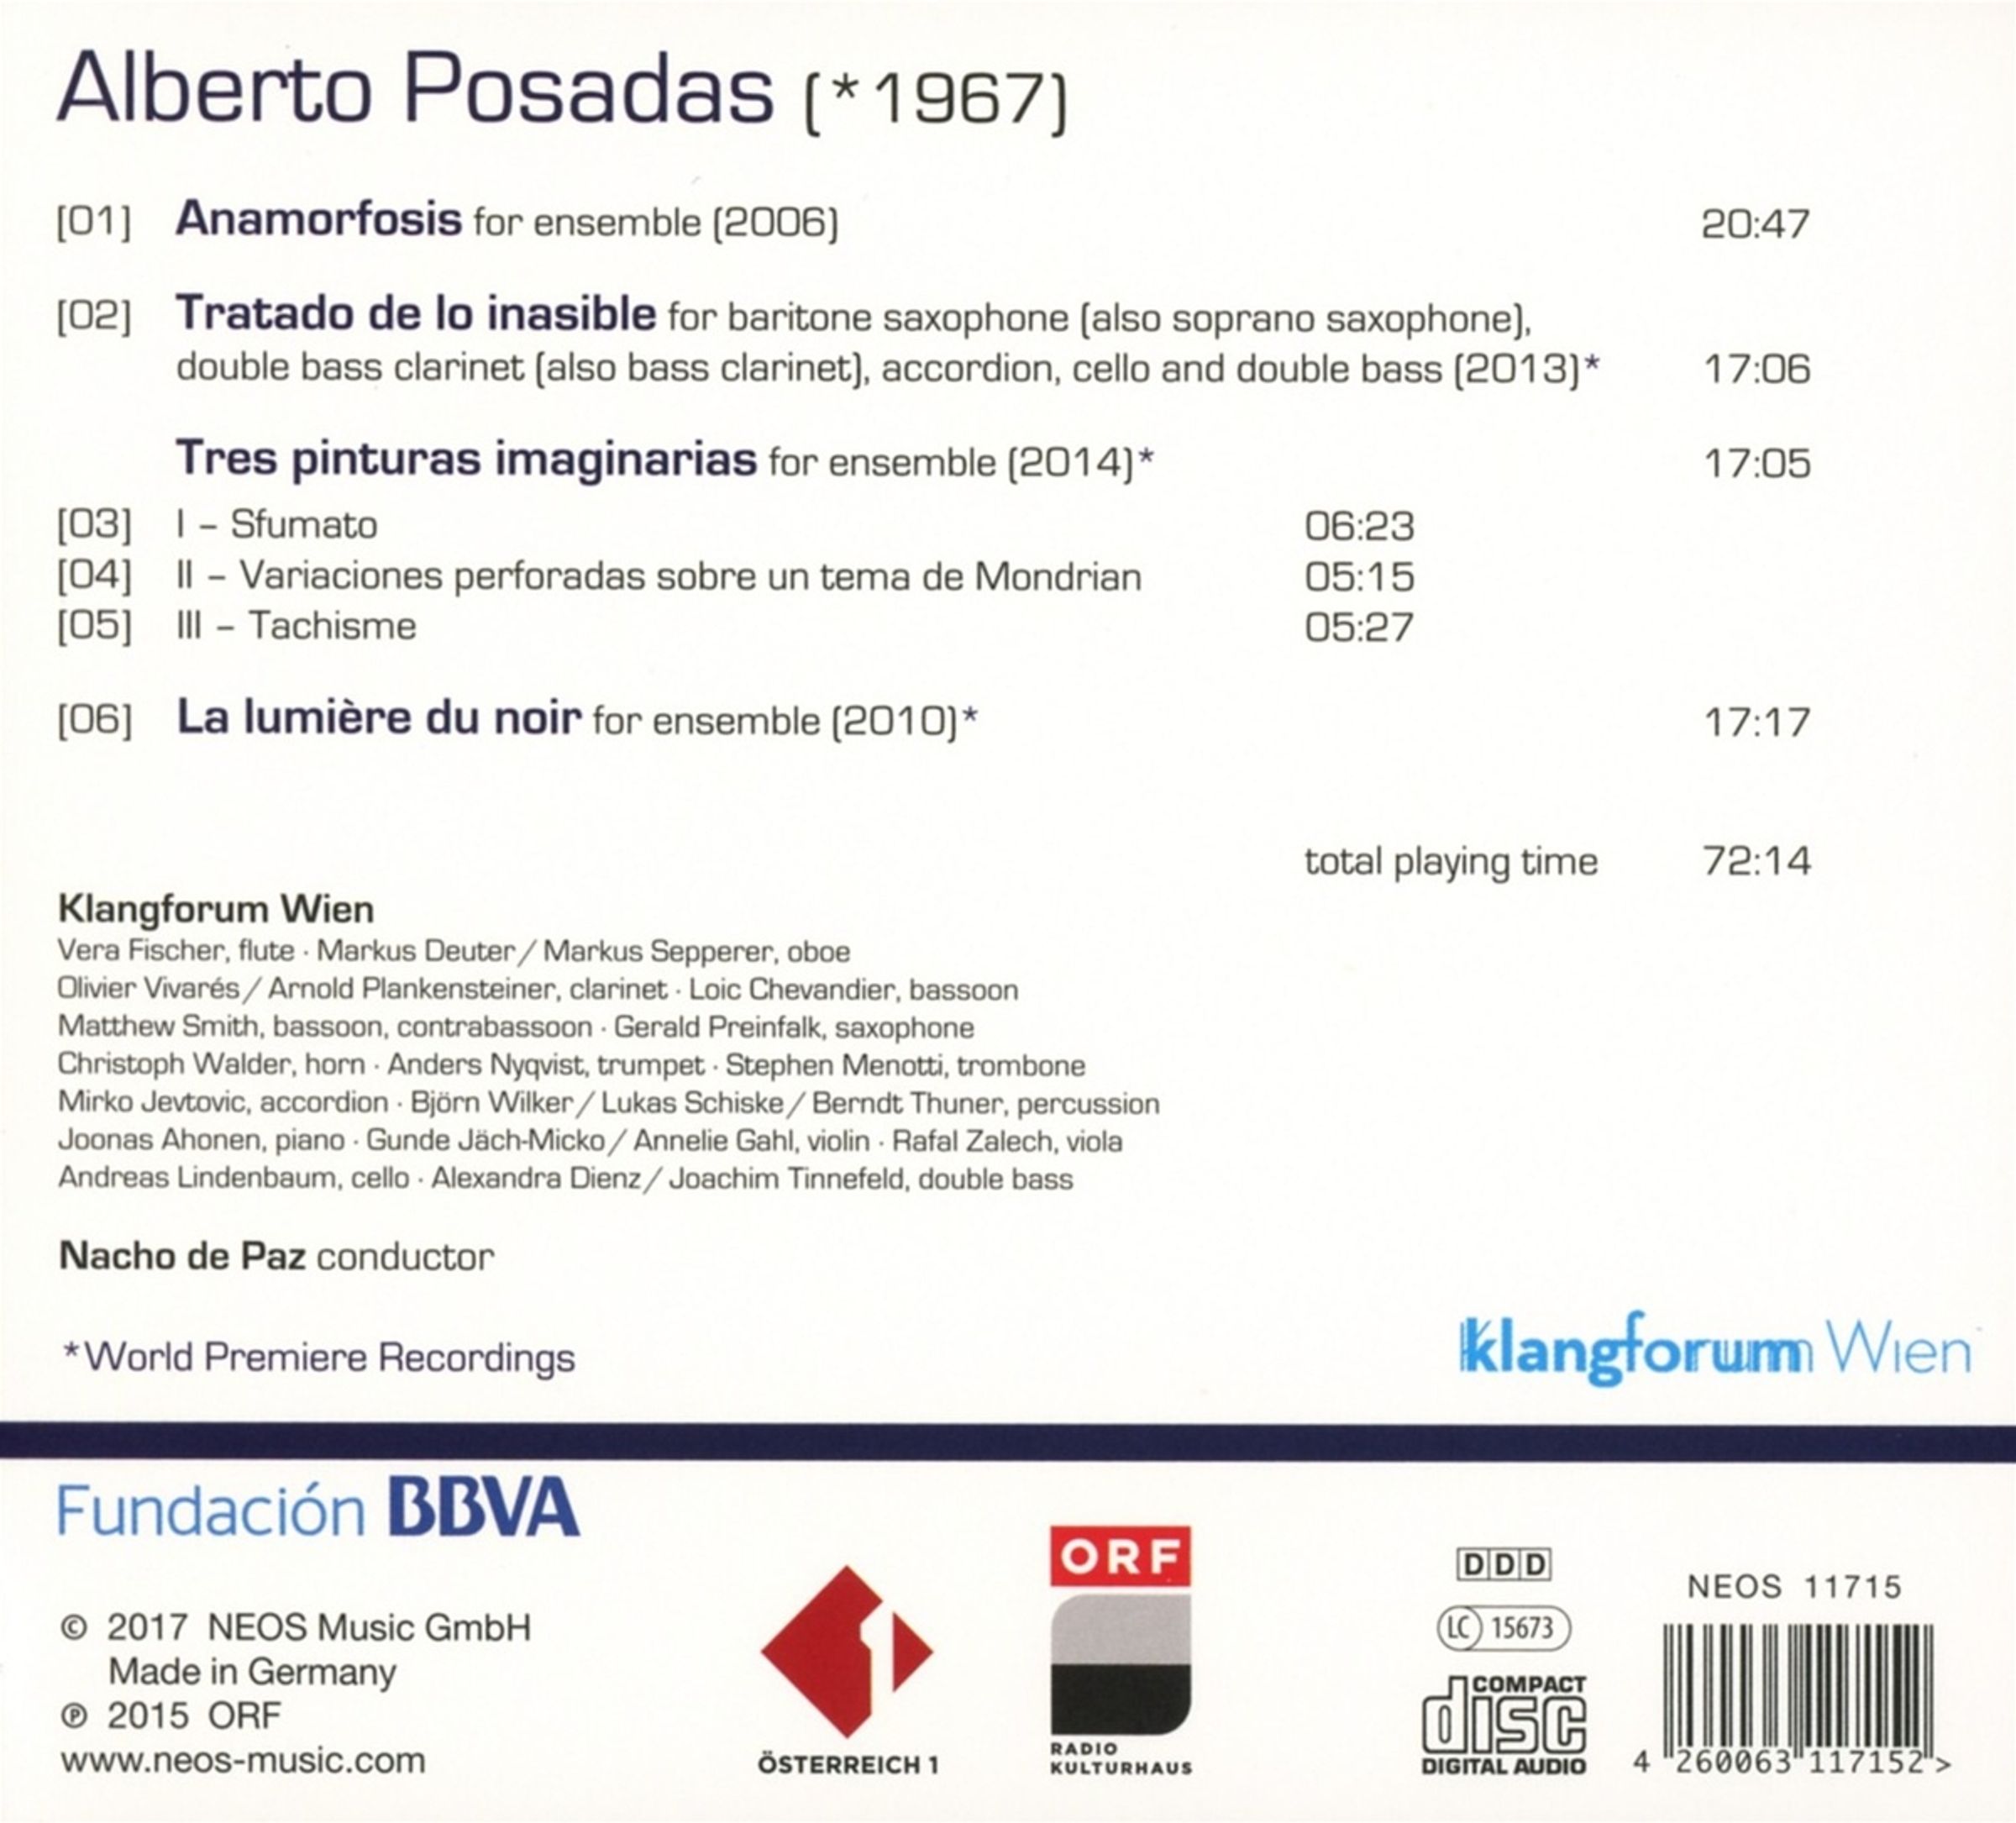 Alberto Posadas (*1967)
[01] Anamorfosis for ensemble (2006) 20:47
[02] Tratado de lo inasible for baritone saxophone (also soprano saxophone),
double bass clarinet (also bass clarinet), accordion, cello and double bass (2013)* 17:06
Tres pinturas imaginarias for ensemble (2014)* 17:05
[03] I – Sfumato 06:23
[04] II – Variaciones perforadas sobre un tema de Mondrian 05:15
[05] III – Tachisme 05:27
[06] La lumière du noir for ensemble (2010)* 17:17
total playing time 72:14
Klangforum Wien
Vera Fischer, flute · Markus Deuter / Markus Sepperer, oboe
Olivier Vivarés / Arnold Plankensteiner, clarinet · Loic Chevandier, bassoon
Matthew Smith, bassoon, contrabassoon · Gerald Preinfalk, saxophone
Christoph Walder, horn · Anders Nyqvist, trumpet · Stephen Menotti, trombone
Mirko Jevtovic, accordion · Björn Wilker / Lukas Schiske / Berndt Thuner, percussion
Joonas Ahonen, piano · Gunde Jäch-Micko / Annelie Gahl, violin · Rafal Zalech, viola
Andreas Lindenbaum, cello · Alexandra Dienz / Joachim Tinnefeld, double bass
Nacho de Paz conductor
*World Premiere Recordings
klangforum Wien
Fundación BBVA
© 2017 NEOS Music GmbH
Made in Germany
℗ 2015 ORF
www.neos-music.com
1
ÖSTERREICH 1
ORF
RADIO
KULTURHAUS
DDD
LC 15673
COMPACT
disc
DIGITAL AUDIO
NEOS 11715
4 260063 117152 >